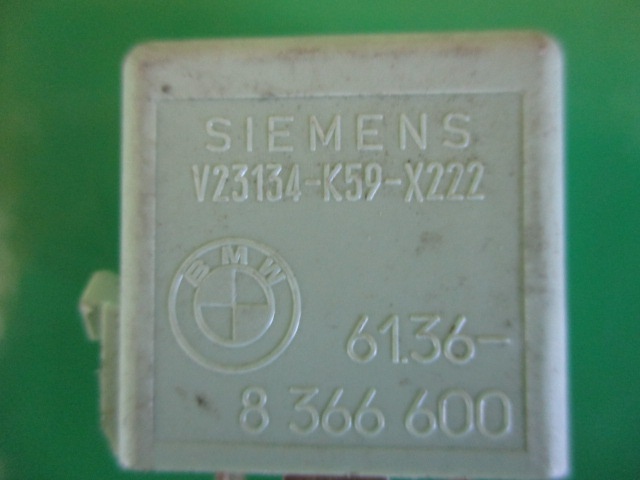 SIEMENS
V23134-K59-X222
BMW
61.36-
8 366 600